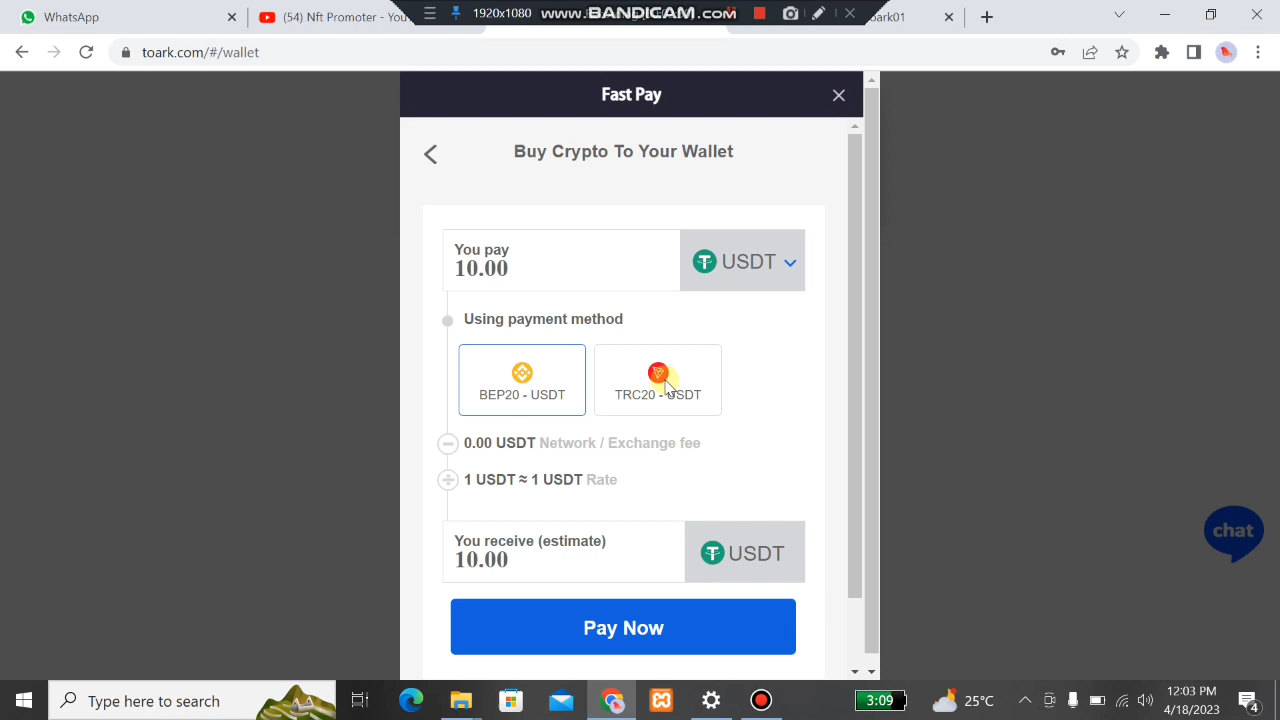 WhatsApp
(54) Nft Promoter - You
1920x1080
www.BANDICAM.com
ark01
toark.com/#/wallet
Fast Pay
Buy Crypto To Your Wallet
You pay
10.00
USDT
Using payment method
BEP20 - USDT
TRC20 - USDT
0.00 USDT Network / Exchange fee
1 USDT ≈ 1 USDT Rate
You receive (estimate)
10.00
USDT
Pay Now
chat
Type here to search
3:09
25°C
12:03 PM
4/18/2023
4